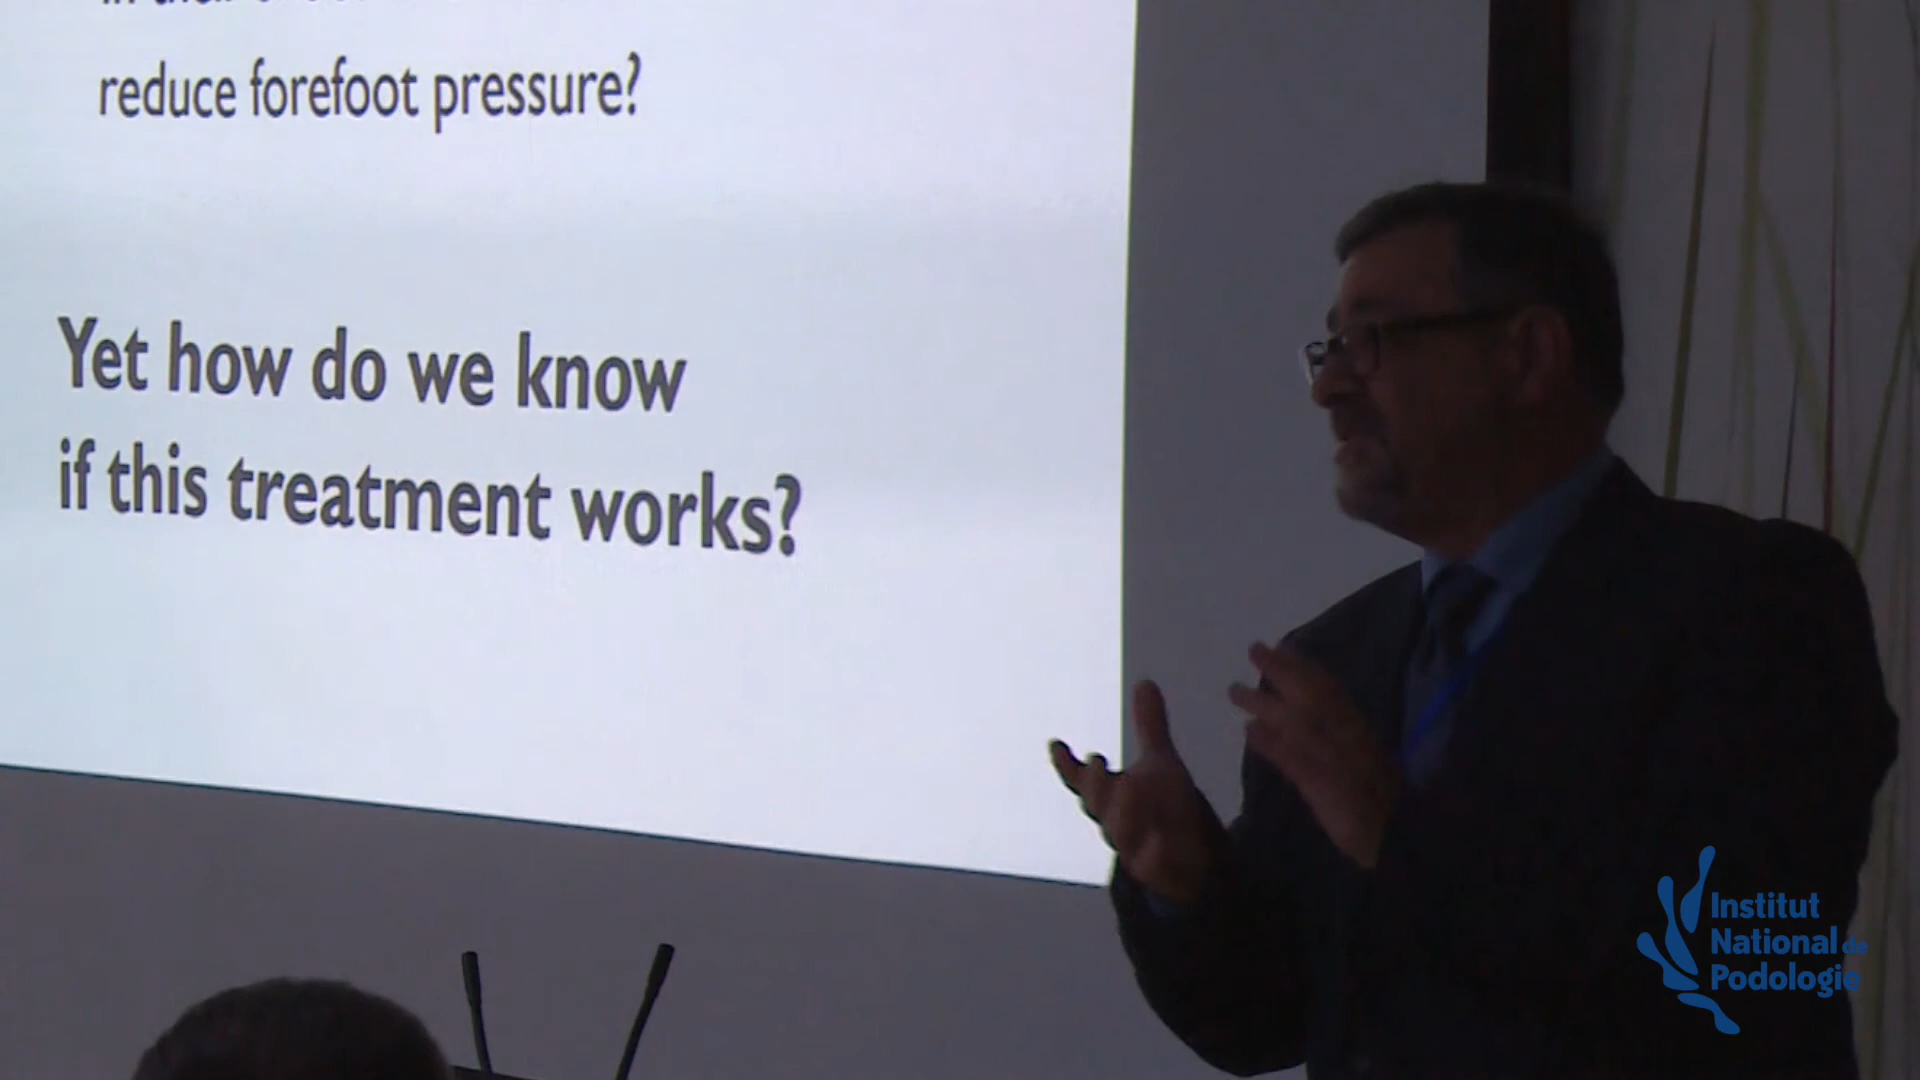 reduce forefoot pressure?
Yet how do we know
if this treatment works?
Institut
National de
Podologie